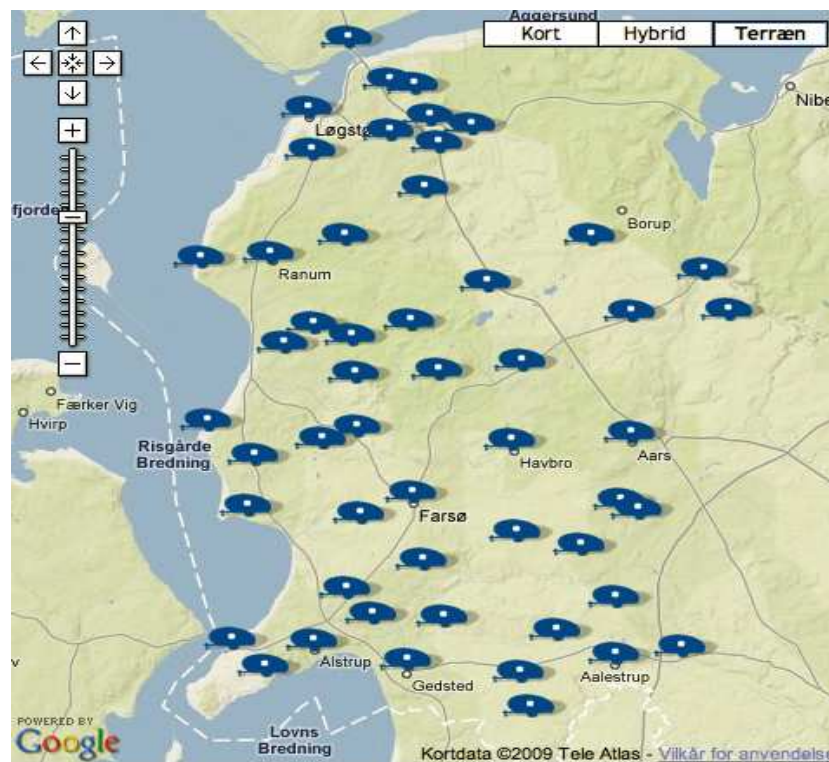 Aggersund
Kort
Hybrid
Terræn
Nibe
Løgstø
fjorden
Borup
Ranum
Færker Vig
Hvirp
Risgårde
Bredning
Havbro
Aars
Farsø
v
Alstrup
Gedsted
Aalestrup
POWERED BY
Google
Lovns
Bredning
Kortdata ©2009 Tele Atlas - Vilkår for anvendelse